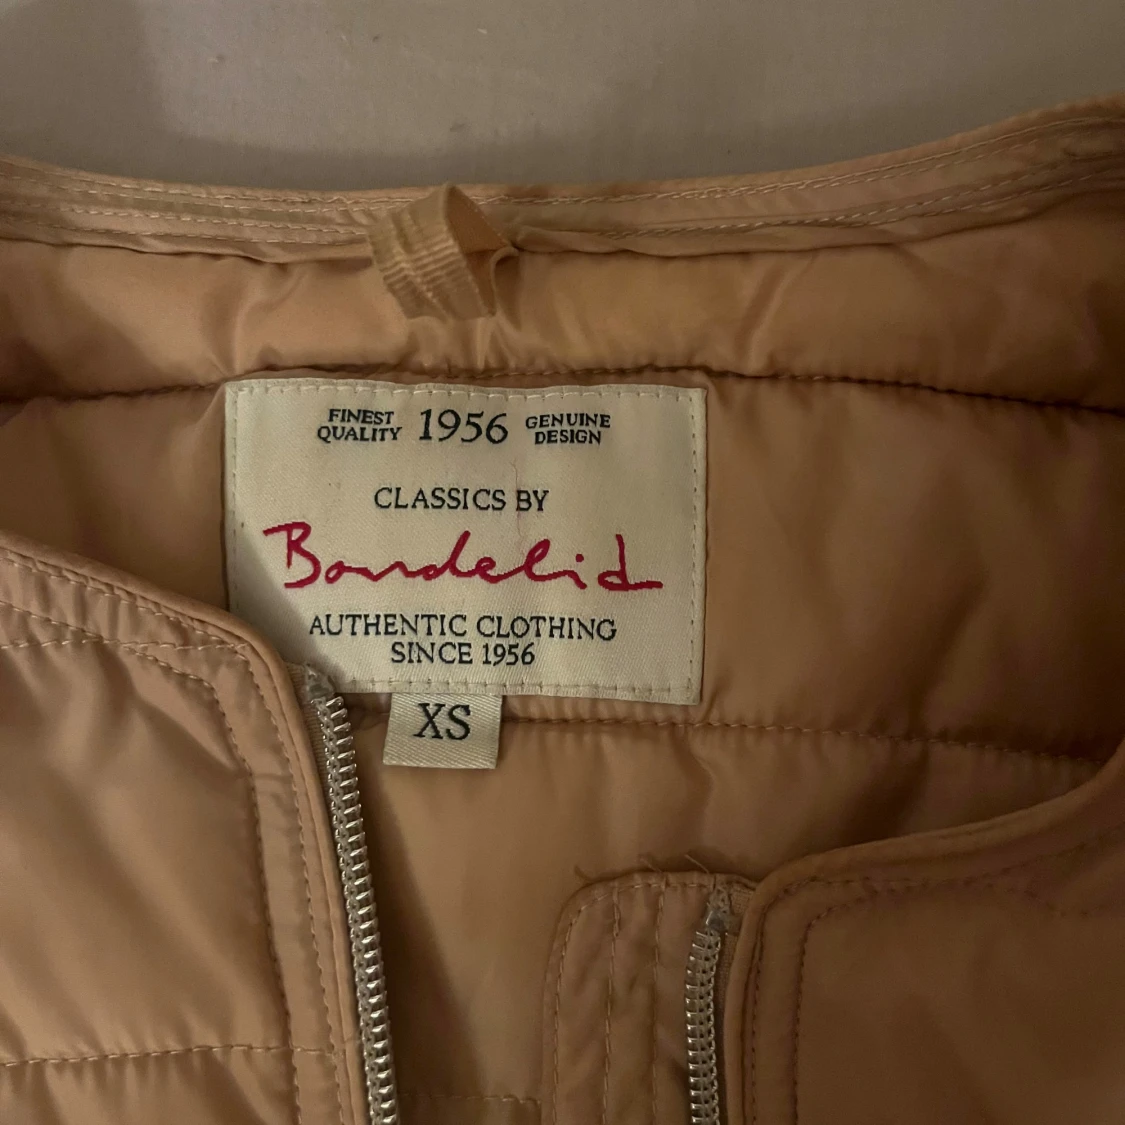 FINEST QUALITY 1956 GENUINE DESIGN
CLASSICS BY
Bondelid
AUTHENTIC CLOTHING
SINCE 1956
XS